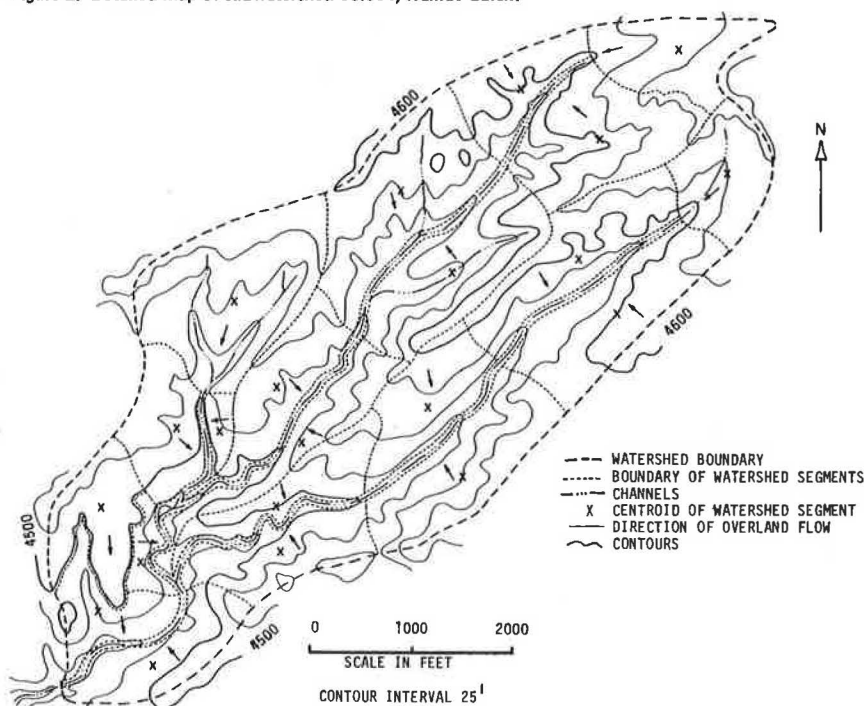 4600
N
4600
WATERSHED BOUNDARY
BOUNDARY OF WATERSHED SEGMENTS
CHANNELS
X CENTROID OF WATERSHED SEGMENT
DIRECTION OF OVERLAND FLOW
CONTOURS
4500
4500
0 1000 2000
SCALE IN FEET
CONTOUR INTERVAL 25'